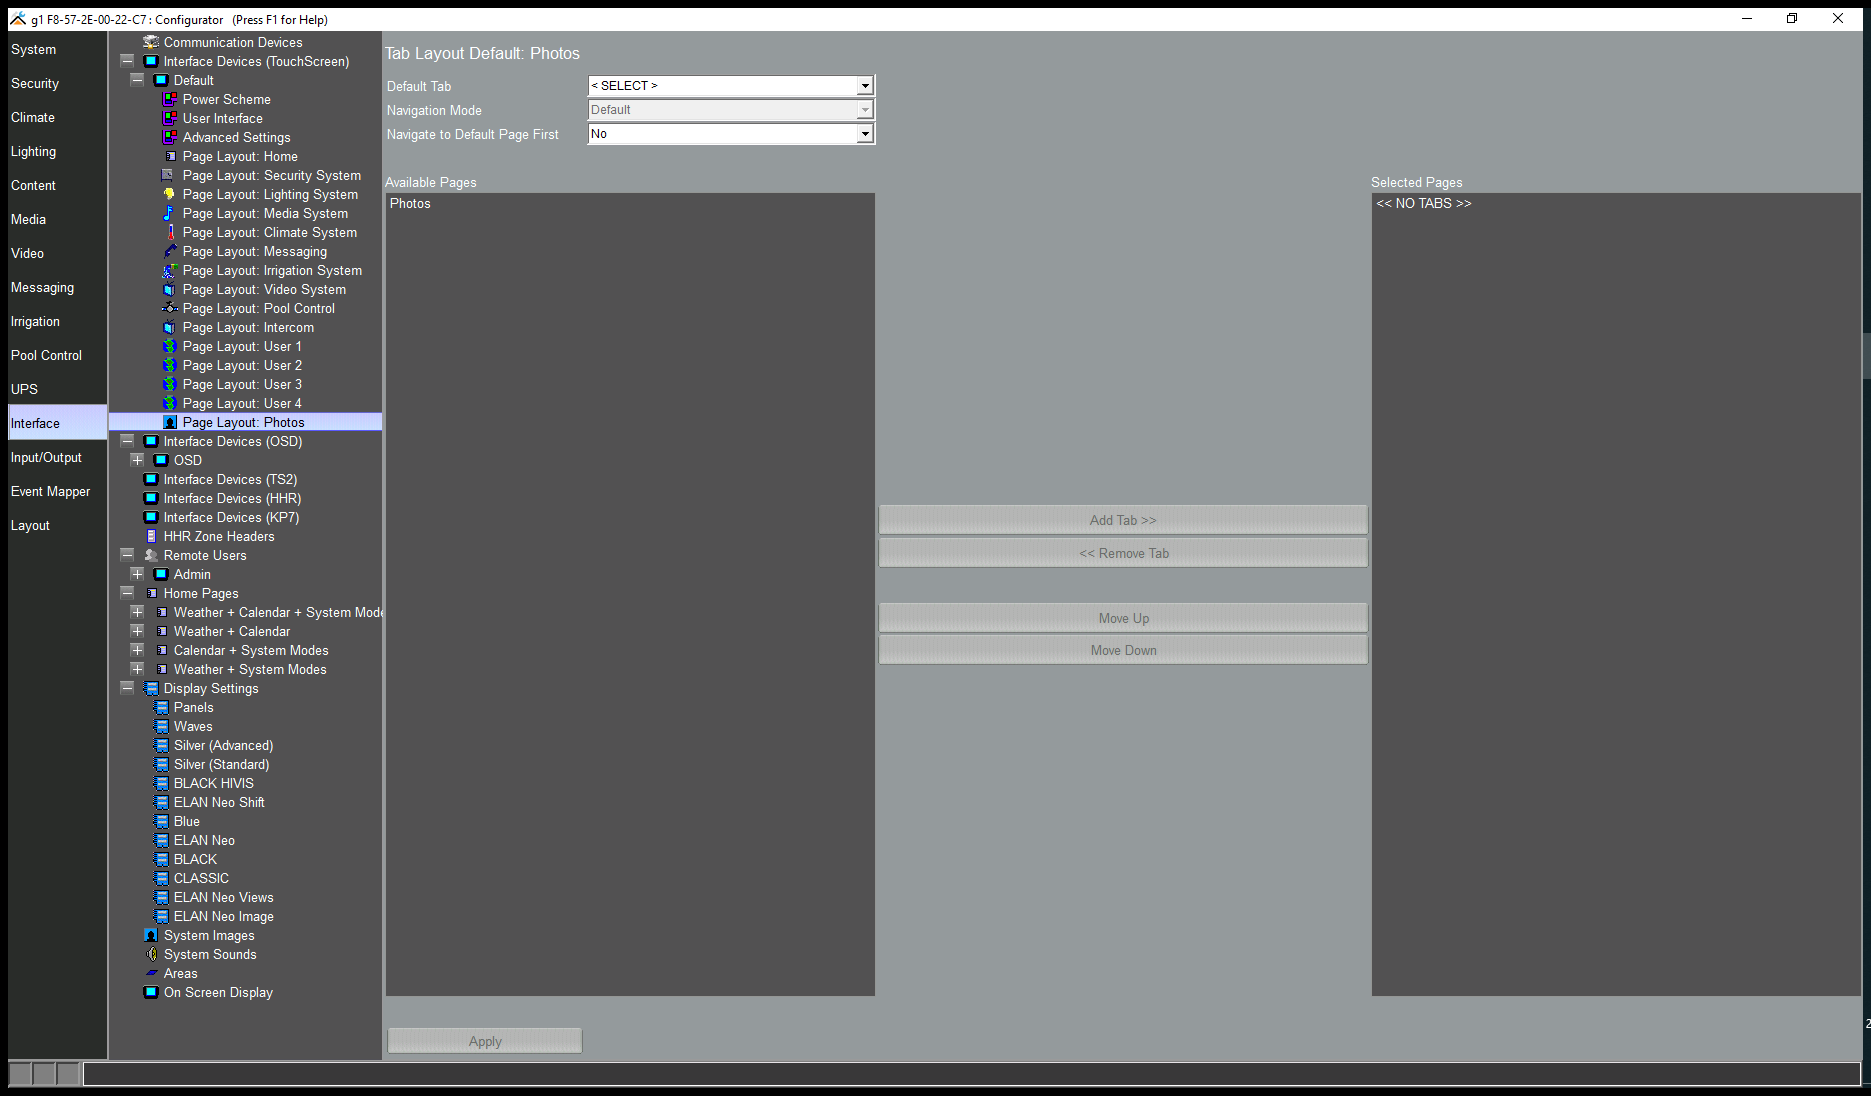 g1 F8-57-2E-00-22-C7 : Configurator   (Press F1 for Help)
System
Security
Climate
Lighting
Content
Media
Video
Messaging
Irrigation
Pool Control
UPS
Interface
Input/Output
Event Mapper
Layout
Communication Devices
Interface Devices (TouchScreen)
Default
Power Scheme
User Interface
Advanced Settings
Page Layout: Home
Page Layout: Security System
Page Layout: Lighting System
Page Layout: Media System
Page Layout: Climate System
Page Layout: Messaging
Page Layout: Irrigation System
Page Layout: Video System
Page Layout: Pool Control
Page Layout: Intercom
Page Layout: User 1
Page Layout: User 2
Page Layout: User 3
Page Layout: User 4
Page Layout: Photos
Interface Devices (OSD)
OSD
Interface Devices (TS2)
Interface Devices (HHR)
Interface Devices (KP7)
HHR Zone Headers
Remote Users
Admin
Home Pages
Weather + Calendar + System Mode
Weather + Calendar
Calendar + System Modes
Weather + System Modes
Display Settings
Panels
Waves
Silver (Advanced)
Silver (Standard)
BLACK HIVIS
ELAN Neo Shift
Blue
ELAN Neo
BLACK
CLASSIC
ELAN Neo Views
ELAN Neo Image
System Images
System Sounds
Areas
On Screen Display
Tab Layout Default: Photos
Default Tab
< SELECT >
Navigation Mode
Default
Navigate to Default Page First
No
Available Pages
Photos
Add Tab >>
<< Remove Tab
Move Up
Move Down
Selected Pages
<< NO TABS >>
Apply
2